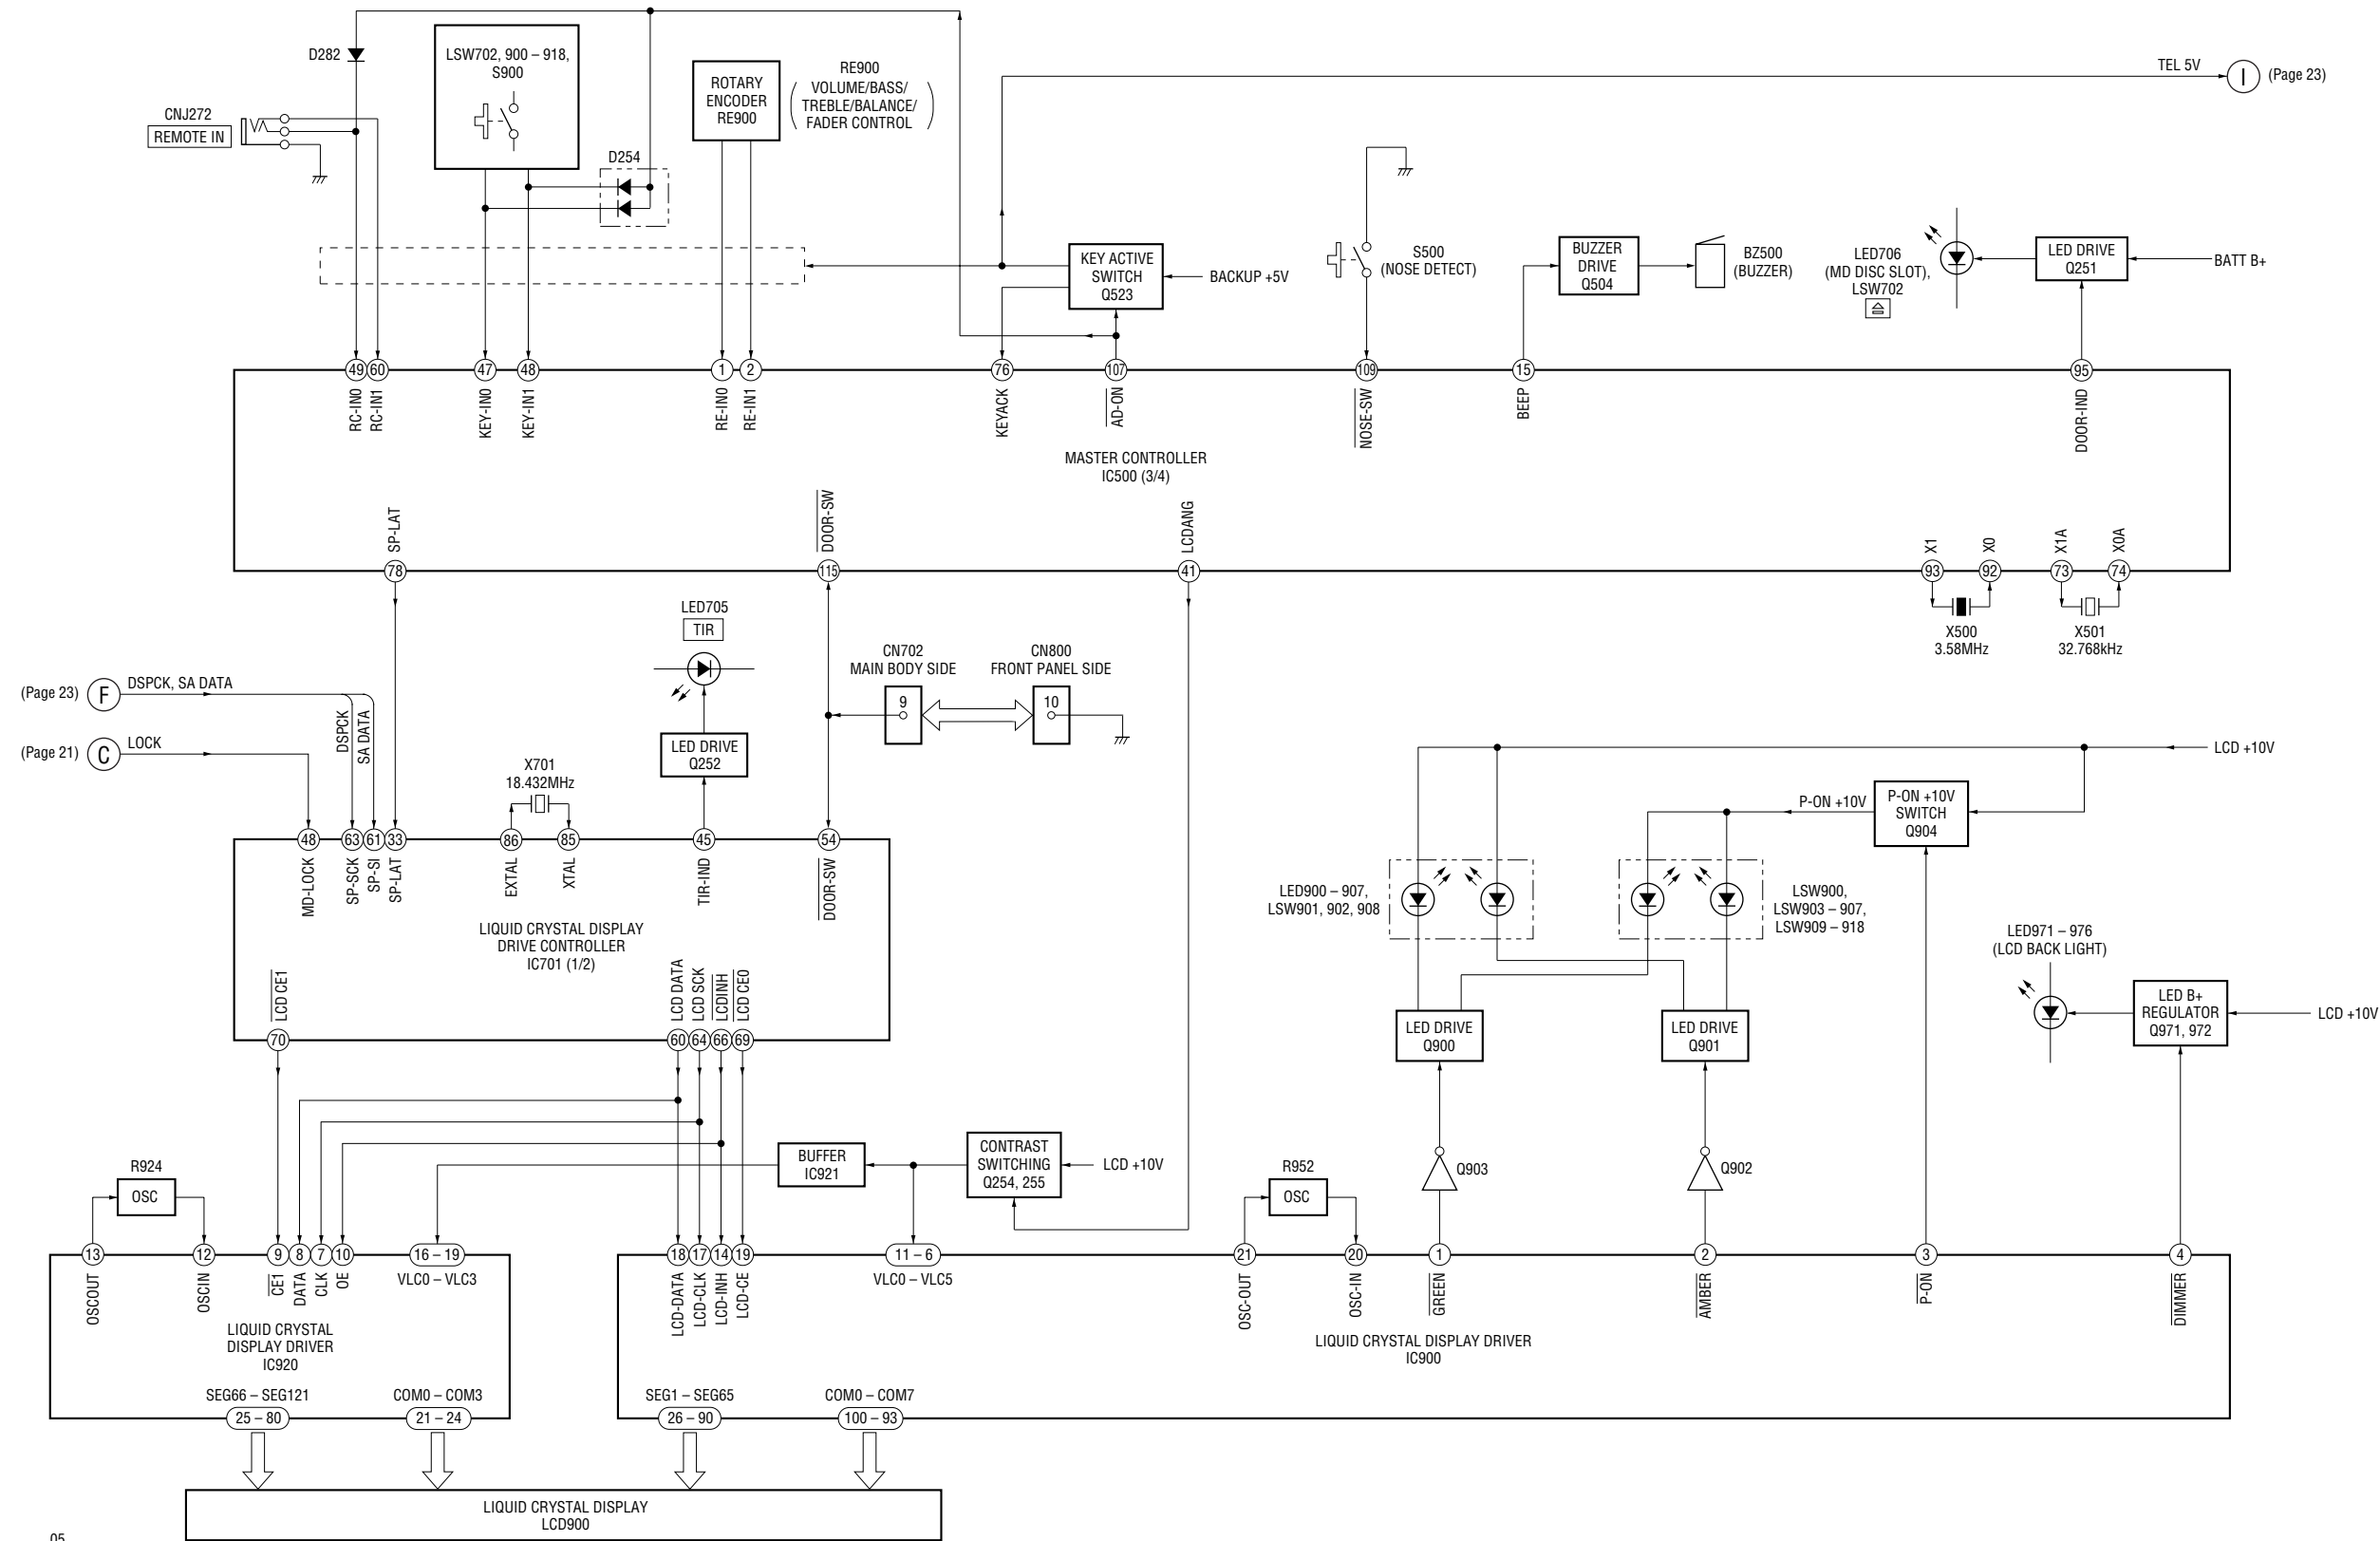 D282
LSW702, 900 – 918,
S900
ROTARY
ENCODER
RE900
RE900
VOLUME/BASS/
TREBLE/BALANCE/
FADER CONTROL
TEL 5V
I
(Page 23)
CNJ272
REMOTE IN
D254
KEY ACTIVE
SWITCH
Q523
BACKUP +5V
S500
(NOSE DETECT)
BUZZER
DRIVE
Q504
BZ500
(BUZZER)
LED706
(MD DISC SLOT),
LSW702
LED DRIVE
Q251
BATT B+
49
60
47
48
1
2
76
107
109
15
95
RC-IN0
RC-IN1
KEY-IN0
KEY-IN1
RE-IN0
RE-IN1
KEYACK
AD-ON
NOSE-SW
BEEP
DOOR-IND
MASTER CONTROLLER
IC500 (3/4)
SP-LAT
DOOR-SW
LCDANG
X1
X0
X1A
X0A
78
115
41
93
92
73
74
X500
3.58MHz
X501
32.768kHz
LED705
TIR
CN702
MAIN BODY SIDE
CN800
FRONT PANEL SIDE
9
10
(Page 23)
F
DSPCK, SA DATA
DSPCK
SA DATA
(Page 21)
C
LOCK
X701
18.432MHz
LED DRIVE
Q252
LCD +10V
P-ON +10V
P-ON +10V
SWITCH
Q904
48
63
61
33
86
85
45
54
MD-LOCK
SP-SCK
SP-SI
SP-LAT
EXTAL
XTAL
TIR-IND
DOOR-SW
LIQUID CRYSTAL DISPLAY
DRIVE CONTROLLER
IC701 (1/2)
LED900 – 907,
LSW901, 902, 908
LSW900,
LSW903 – 907,
LSW909 – 918
LED971 – 976
(LCD BACK LIGHT)
LCD CE1
LCD DATA
LCD SCK
LCDINH
LCD CE0
70
60
64
66
69
LED DRIVE
Q900
LED DRIVE
Q901
LED B+
REGULATOR
Q971, 972
LCD +10V
BUFFER
IC921
CONTRAST
SWITCHING
Q254, 255
LCD +10V
Q903
Q902
R924
OSC
R952
OSC
13
12
9
8
7
10
16 – 19
18
17
14
19
11 – 6
21
20
1
2
3
4
OSCOUT
OSCIN
CE1
DATA
CLK
OE
VLC0 – VLC3
LCD-DATA
LCD-CLK
LCD-INH
LCD-CE
VLC0 – VLC5
OSC-OUT
OSC-IN
GREEN
AMBER
P-ON
DIMMER
LIQUID CRYSTAL
DISPLAY DRIVER
IC920
LIQUID CRYSTAL DISPLAY DRIVER
IC900
SEG66 – SEG121
COM0 – COM3
SEG1 – SEG65
COM0 – COM7
25 – 80
21 – 24
26 – 90
100 – 93
LIQUID CRYSTAL DISPLAY
LCD900
05